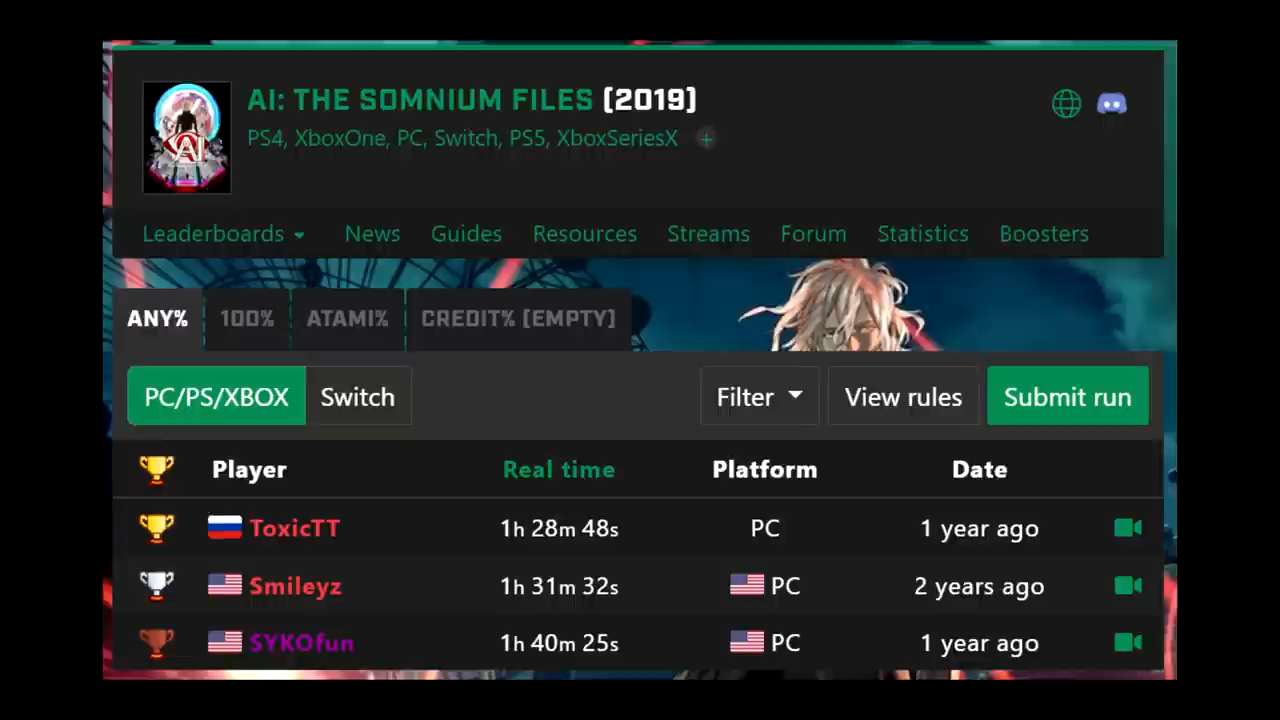 AI: THE SOMNIUM FILES (2019)
PS4, XboxOne, PC, Switch, PS5, XboxSeriesX +
AI
Leaderboards News Guides Resources Streams Forum Statistics Boosters
ANY% 100% ATAMI% CREDIT% [EMPTY]
PC/PS/XBOX Switch Filter View rules Submit run
Player Real time Platform Date
ToxicTT 1h 28m 48s PC 1 year ago
Smileyz 1h 31m 32s PC 2 years ago
SYKOfun 1h 40m 25s PC 1 year ago